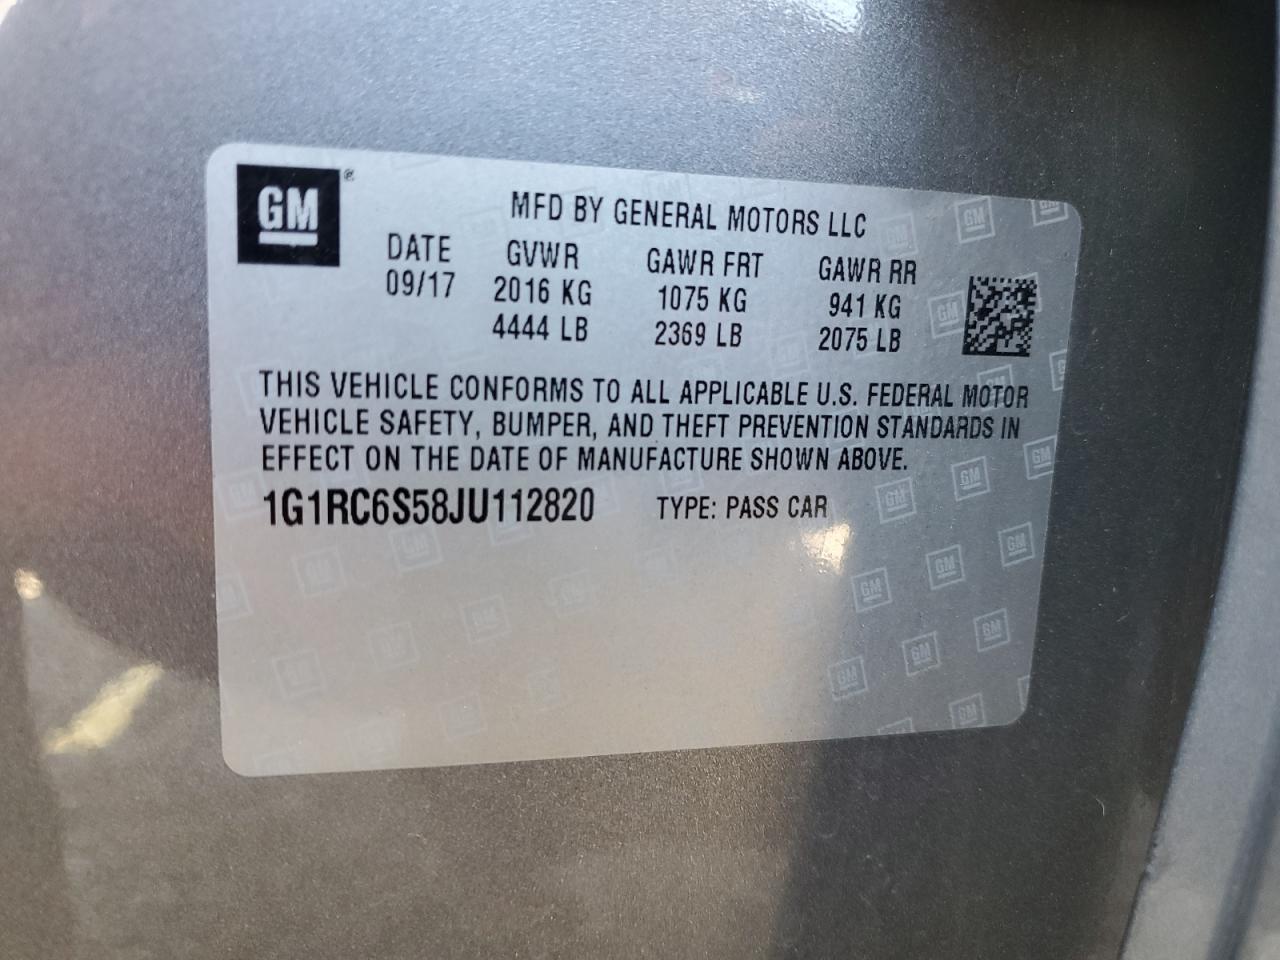 GM®
MFD BY GENERAL MOTORS LLC
DATE GVWR GAWR FRT GAWR RR
09/17 2016 KG 1075 KG 941 KG
4444 LB 2369 LB 2075 LB
THIS VEHICLE CONFORMS TO ALL APPLICABLE U.S. FEDERAL MOTOR
VEHICLE SAFETY, BUMPER, AND THEFT PREVENTION STANDARDS IN
EFFECT ON THE DATE OF MANUFACTURE SHOWN ABOVE.
1G1RC6S58JU112820 TYPE: PASS CAR